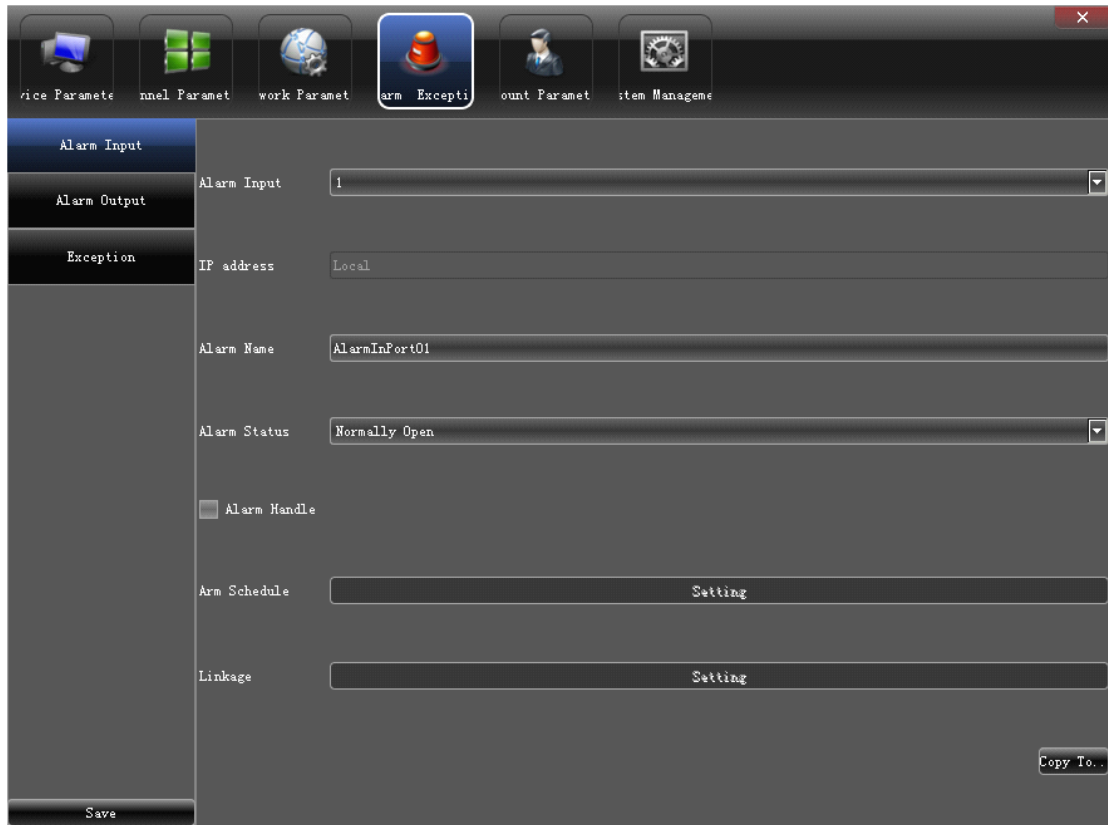 vice Paramete
nnel Paramet
work Paramet
arm Excepti
ount Paramet
stem Manageme
Alarm Input
Alarm Output
Exception
Save
Alarm Input 1
IP address Local
Alarm Name AlarmInPort01
Alarm Status Normally Open
Alarm Handle
Arm Schedule Setting
Linkage Setting
Copy To..